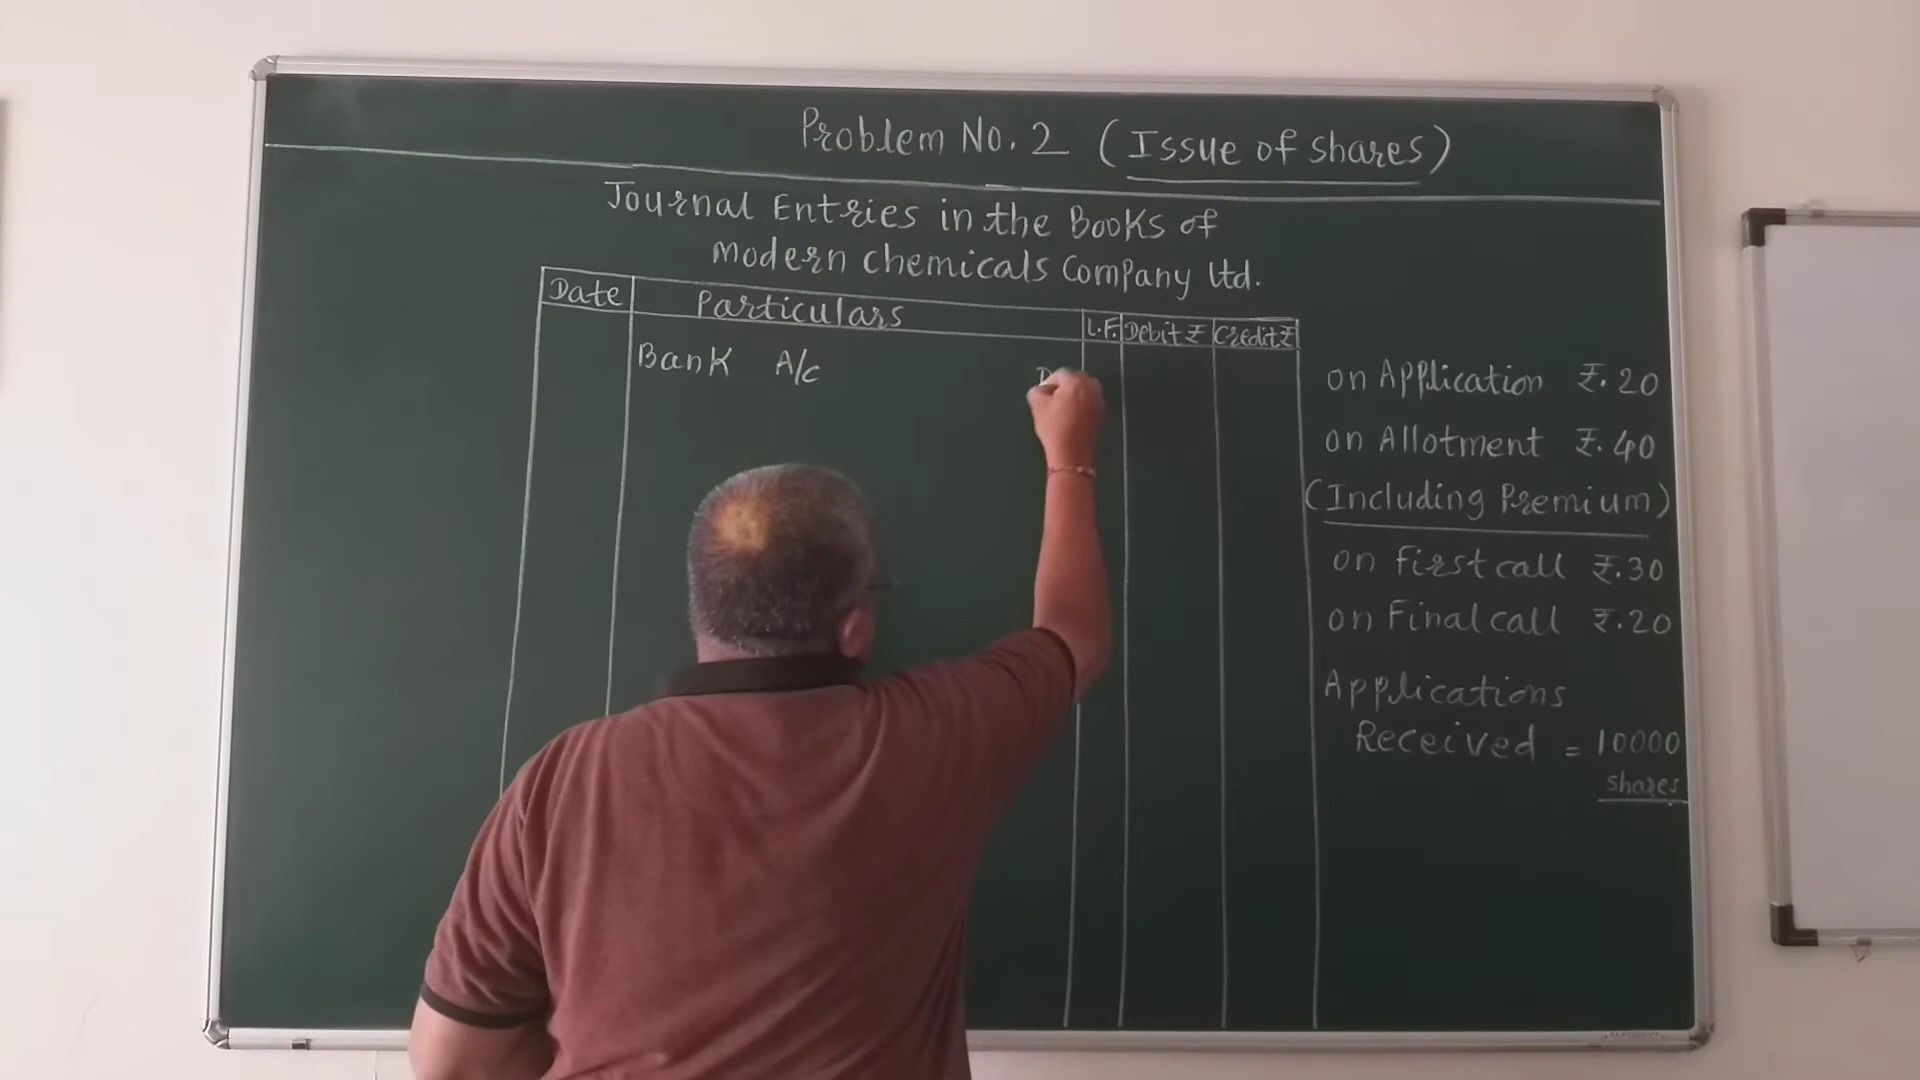 Problem No. 2 (Issue of shares)
Journal Entries in the Books of
Modern Chemicals Company Ltd.
Date Particulars L.F. Debit ₹ Credit ₹
Bank A/c D
on Application ₹.20
on Allotment ₹.40
(Including Premium)
on First call ₹.30
on Final call ₹.20
Applications
Received = 10000
shares